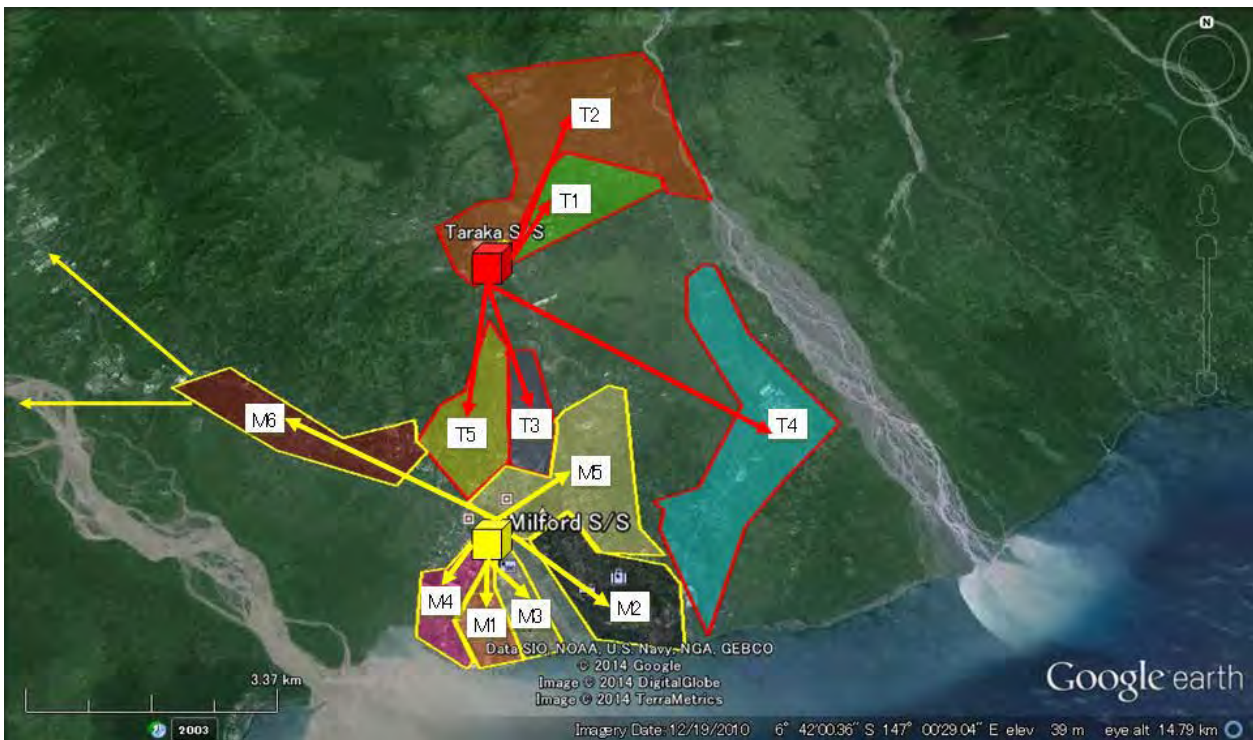 N
T2
T1
Taraka S/S
M6
T5
T3
T4
M5
Milford S/S
M4
M1
M3
M2
Data SIO, NOAA, U.S. Navy, NGA, GEBCO
© 2014 Google
Image © 2014 DigitalGlobe
Image © 2014 TerraMetrics
3.37 km
Google earth
2003
Imagery Date: 12/19/2010 6° 42'00.36" S 147° 00'29.04" E elev 39 m eye alt 14.79 km